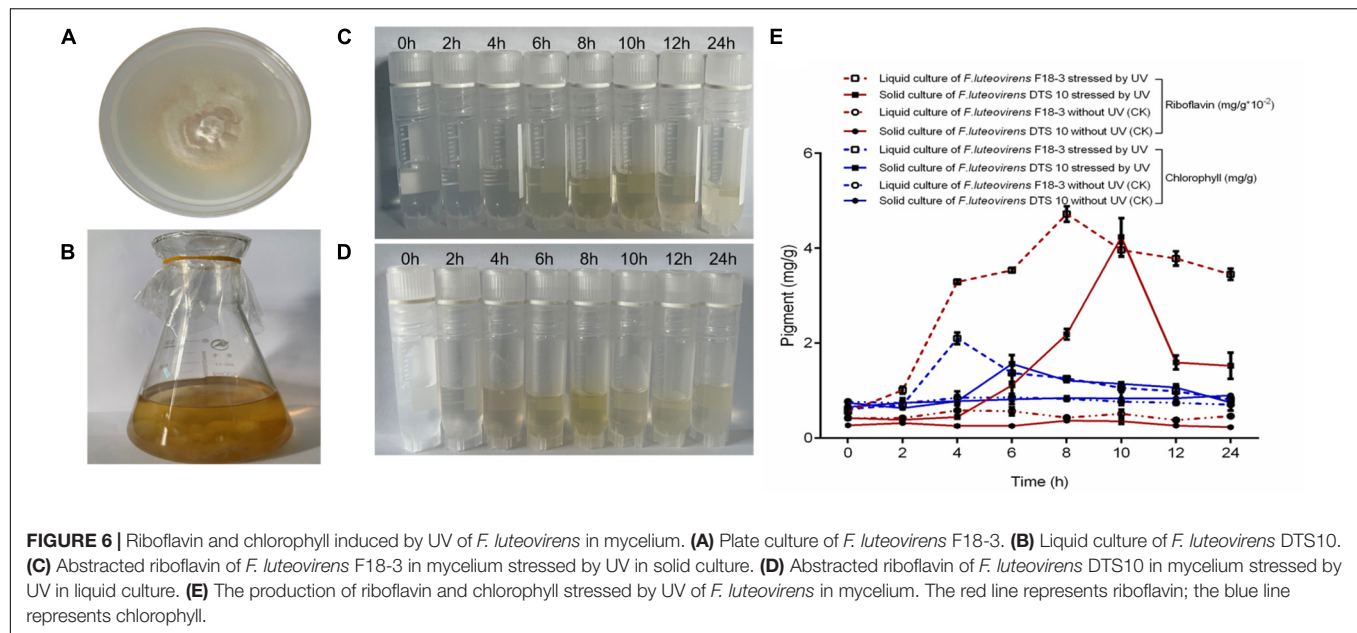 A
B
C
0h 2h 4h 6h 8h 10h 12h 24h
D
0h 2h 4h 6h 8h 10h 12h 24h
E
Liquid culture of F.luteovirens F18-3 stressed by UV
Solid culture of F.luteovirens DTS 10 stressed by UV
Liquid culture of F.luteovirens F18-3 without UV (CK)
Solid culture of F.luteovirens DTS 10 without UV (CK)
Riboflavin (mg/g*10-2)
Liquid culture of F.luteovirens F18-3 stressed by UV
Solid culture of F.luteovirens DTS 10 stressed by UV
Liquid culture of F.luteovirens F18-3 without UV (CK)
Solid culture of F.luteovirens DTS 10 without UV (CK)
Chlorophyll (mg/g)
Pigment (mg/g)
6
4
2
0
0 2 4 6 8 10 12 24
Time (h)
FIGURE 6 | Riboflavin and chlorophyll induced by UV of F. luteovirens in mycelium. (A) Plate culture of F. luteovirens F18-3. (B) Liquid culture of F. luteovirens DTS10.
(C) Abstracted riboflavin of F. luteovirens F18-3 in mycelium stressed by UV in solid culture. (D) Abstracted riboflavin of F. luteovirens DTS10 in mycelium stressed by
UV in liquid culture. (E) The production of riboflavin and chlorophyll stressed by UV of F. luteovirens in mycelium. The red line represents riboflavin; the blue line
represents chlorophyll.